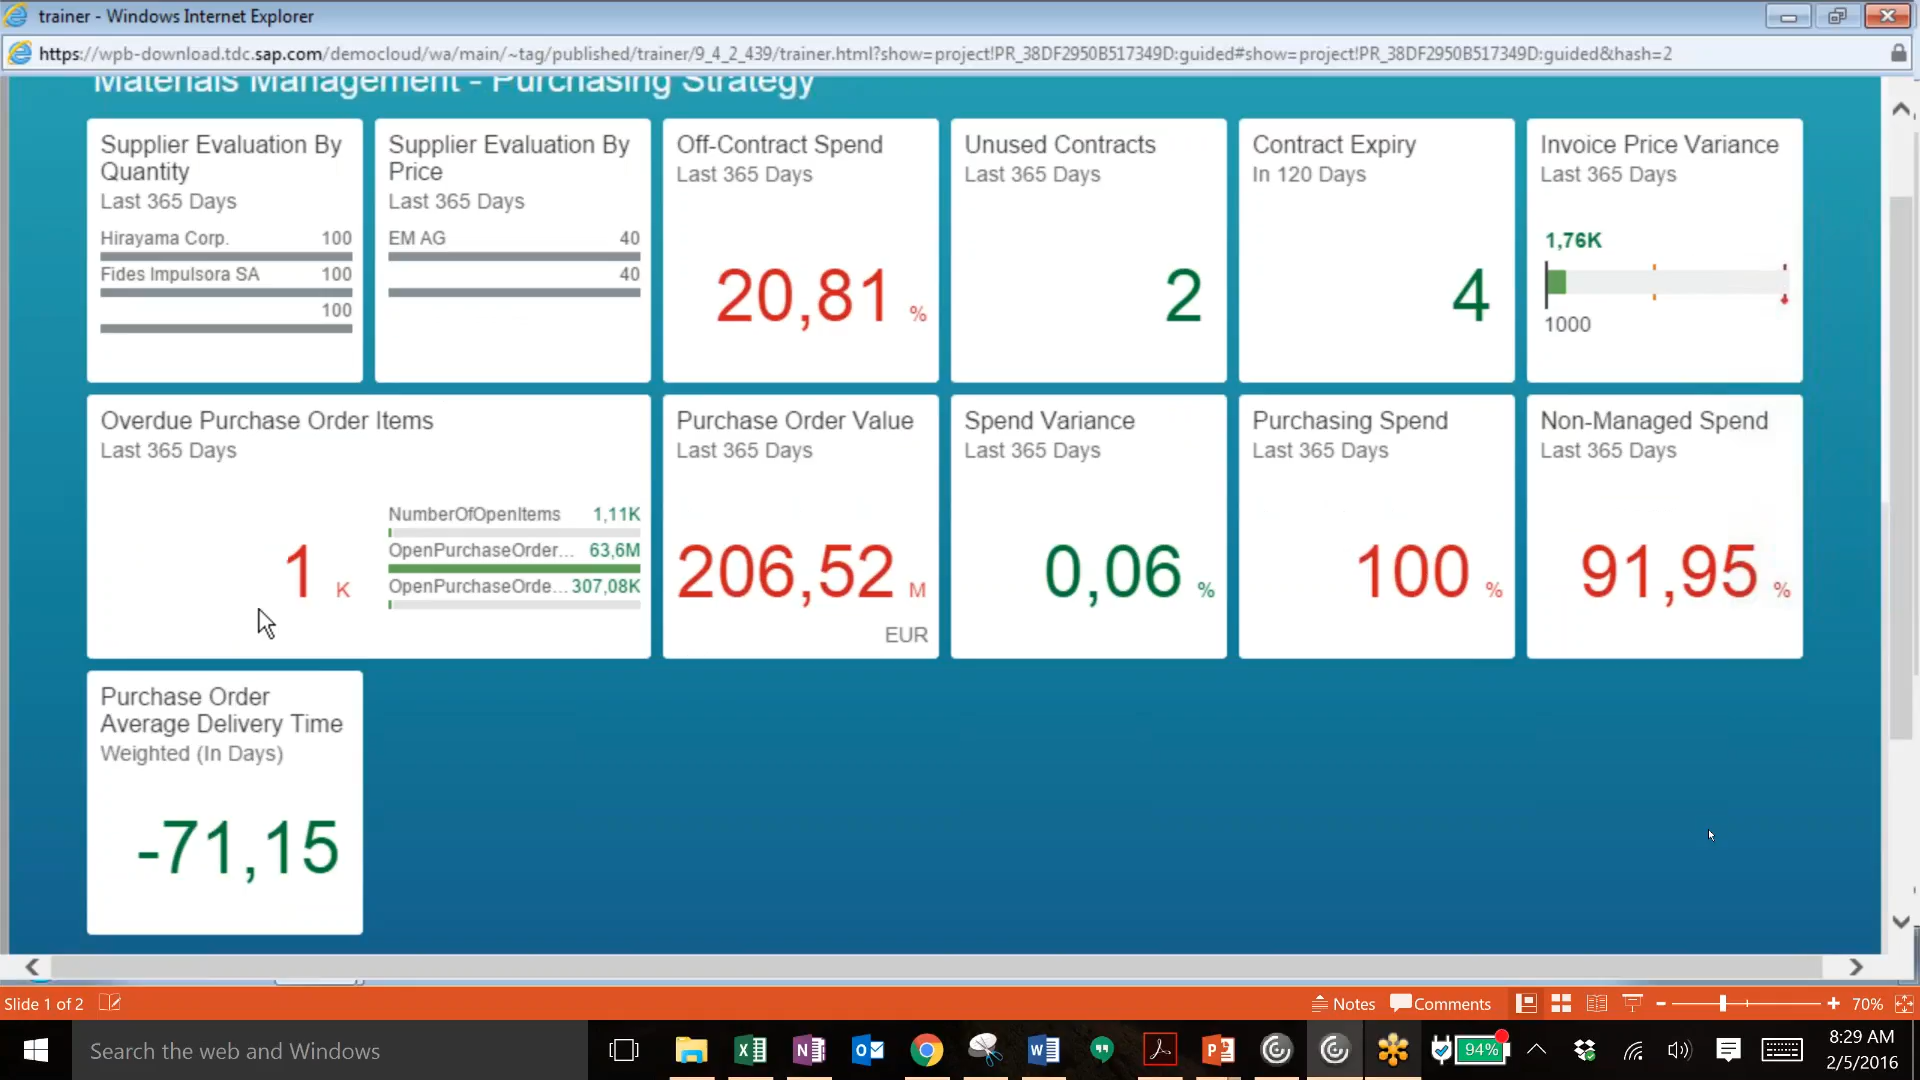 trainer - Windows Internet Explorer
https://wpb-download.tdc.sap.com/democloud/wa/main/~tag/published/trainer/9_4_2_439/trainer.html?show=project!PR_38DF2950B517349D:guided#show=project!PR_38DF2950B517349D:guided&hash=2
Materials Management - Purchasing Strategy
Supplier Evaluation By
Quantity
Last 365 Days
Hirayama Corp. 100
Fides Impulsora SA 100
100
Supplier Evaluation By
Price
Last 365 Days
EM AG 40
40
Off-Contract Spend
Last 365 Days
20,81 %
Unused Contracts
Last 365 Days
2
Contract Expiry
In 120 Days
4
Invoice Price Variance
Last 365 Days
1,76K
1000
Overdue Purchase Order Items
Last 365 Days
1 K
NumberOfOpenItems 1,11K
OpenPurchaseOrder... 63,6M
OpenPurchaseOrde... 307,08K
Purchase Order Value
Last 365 Days
206,52 M
EUR
Spend Variance
Last 365 Days
0,06 %
Purchasing Spend
Last 365 Days
100 %
Non-Managed Spend
Last 365 Days
91,95 %
Purchase Order
Average Delivery Time
Weighted (In Days)
-71,15
Slide 1 of 2
Notes Comments 70%
Search the web and Windows
94%
8:29 AM
2/5/2016